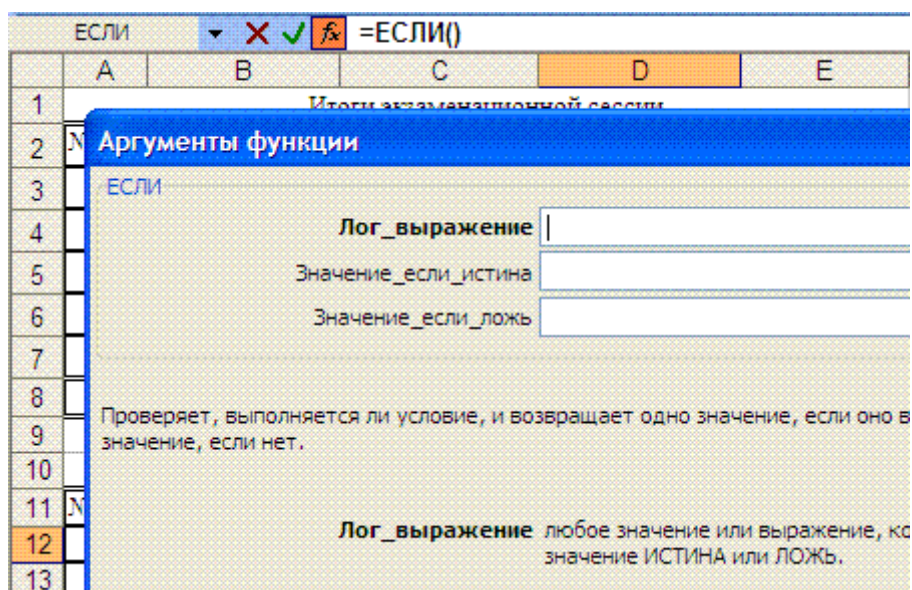 ЕСЛИ fx =ЕСЛИ()
A B C D E
1 Итоги экзаменационной сессии
2 N
Аргументы функции
3
ЕСЛИ
4 Лог_выражение
5 Значение_если_истина
6 Значение_если_ложь
7
8
Проверяет, выполняется ли условие, и возвращает одно значение, если оно в
9 значение, если нет.
10
11 N
Лог_выражение любое значение или выражение, ко
12 значение ИСТИНА или ЛОЖЬ.
13